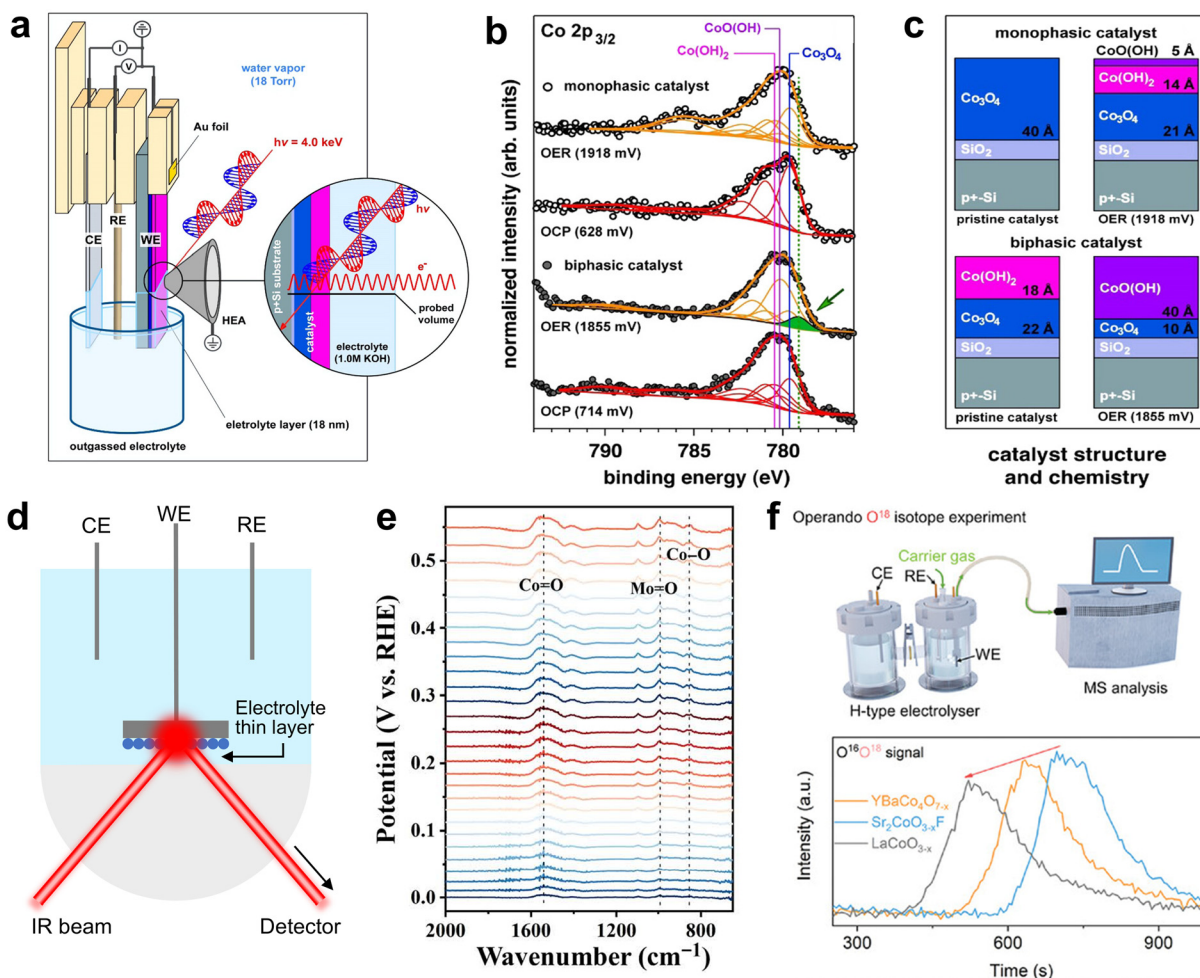 a
I
V
water vapor
(18 Torr)
Au foil
hν = 4.0 keV
CE
RE
WE
hν
e⁻
p+Si substrate
catalyst
probed
volume
HEA
electrolyte
(1.0M KOH)
eletrolyte layer (18 nm)
outgassed electrolyte
b
Co 2p3/2
CoO(OH)
Co(OH)₂
Co₃O₄
monophasic catalyst
OER (1918 mV)
OCP (628 mV)
biphasic catalyst
OER (1855 mV)
OCP (714 mV)
normalized intensity (arb. units)
790
785
780
binding energy (eV)
c
monophasic catalyst
CoO(OH) 5 Å
Co(OH)₂
14 Å
Co₃O₄
40 Å
Co₃O₄
21 Å
SiO₂
SiO₂
p+-Si
p+-Si
pristine catalyst
OER (1918 mV)
biphasic catalyst
Co(OH)₂
18 Å
CoO(OH)
40 Å
Co₃O₄
22 Å
Co₃O₄
10 Å
SiO₂
SiO₂
p+-Si
p+-Si
pristine catalyst
OER (1855 mV)
catalyst structure
and chemistry
d
CE
WE
RE
Electrolyte
thin layer
IR beam
Detector
e
Potential (V vs. RHE)
0.5
0.4
0.3
0.2
0.1
0.0
Co=O
Mo=O
Co–O
2000
1600
1200
800
Wavenumber (cm⁻¹)
f
Operando O¹⁸ isotope experiment
Carrier gas
CE
RE
WE
H-type electrolyser
MS analysis
O¹⁶O¹⁸ signal
YBaCo₄O₇₋ₓ
Sr₂CoO₃₋ₓF
LaCoO₃₋ₓ
Intensity (a.u.)
300
600
900
Time (s)